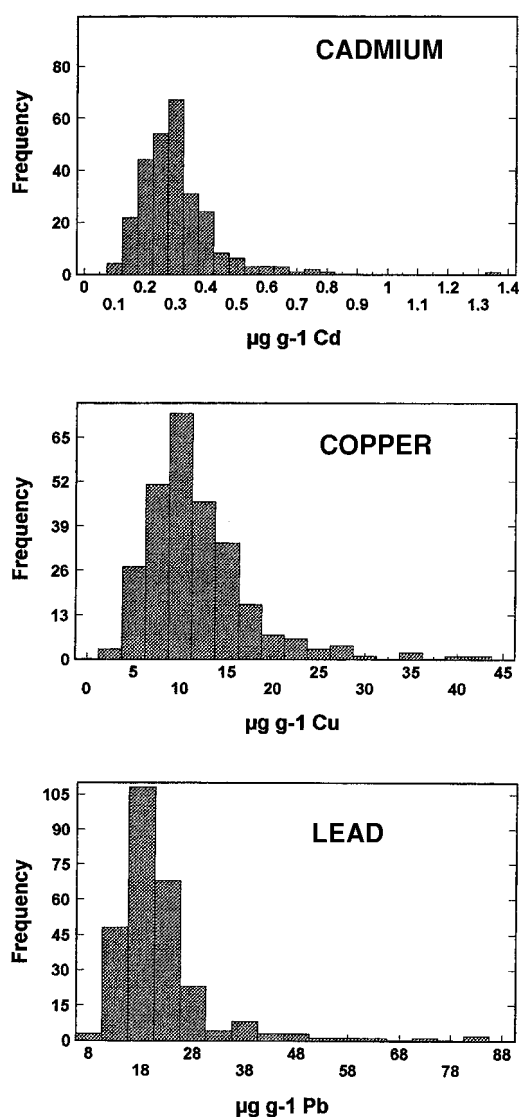 CADMIUM
Frequency
80
60
40
20
0
0 0.2 0.4 0.6 0.8 1 1.2 1.4
0.1 0.3 0.5 0.7 0.9 1.1 1.3
µg g-1 Cd
COPPER
Frequency
65
52
39
26
13
0
5 15 25 35 45
0 10 20 30 40
µg g-1 Cu
LEAD
Frequency
105
90
75
60
45
30
15
0
8 28 48 68 88
18 38 58 78
µg g-1 Pb